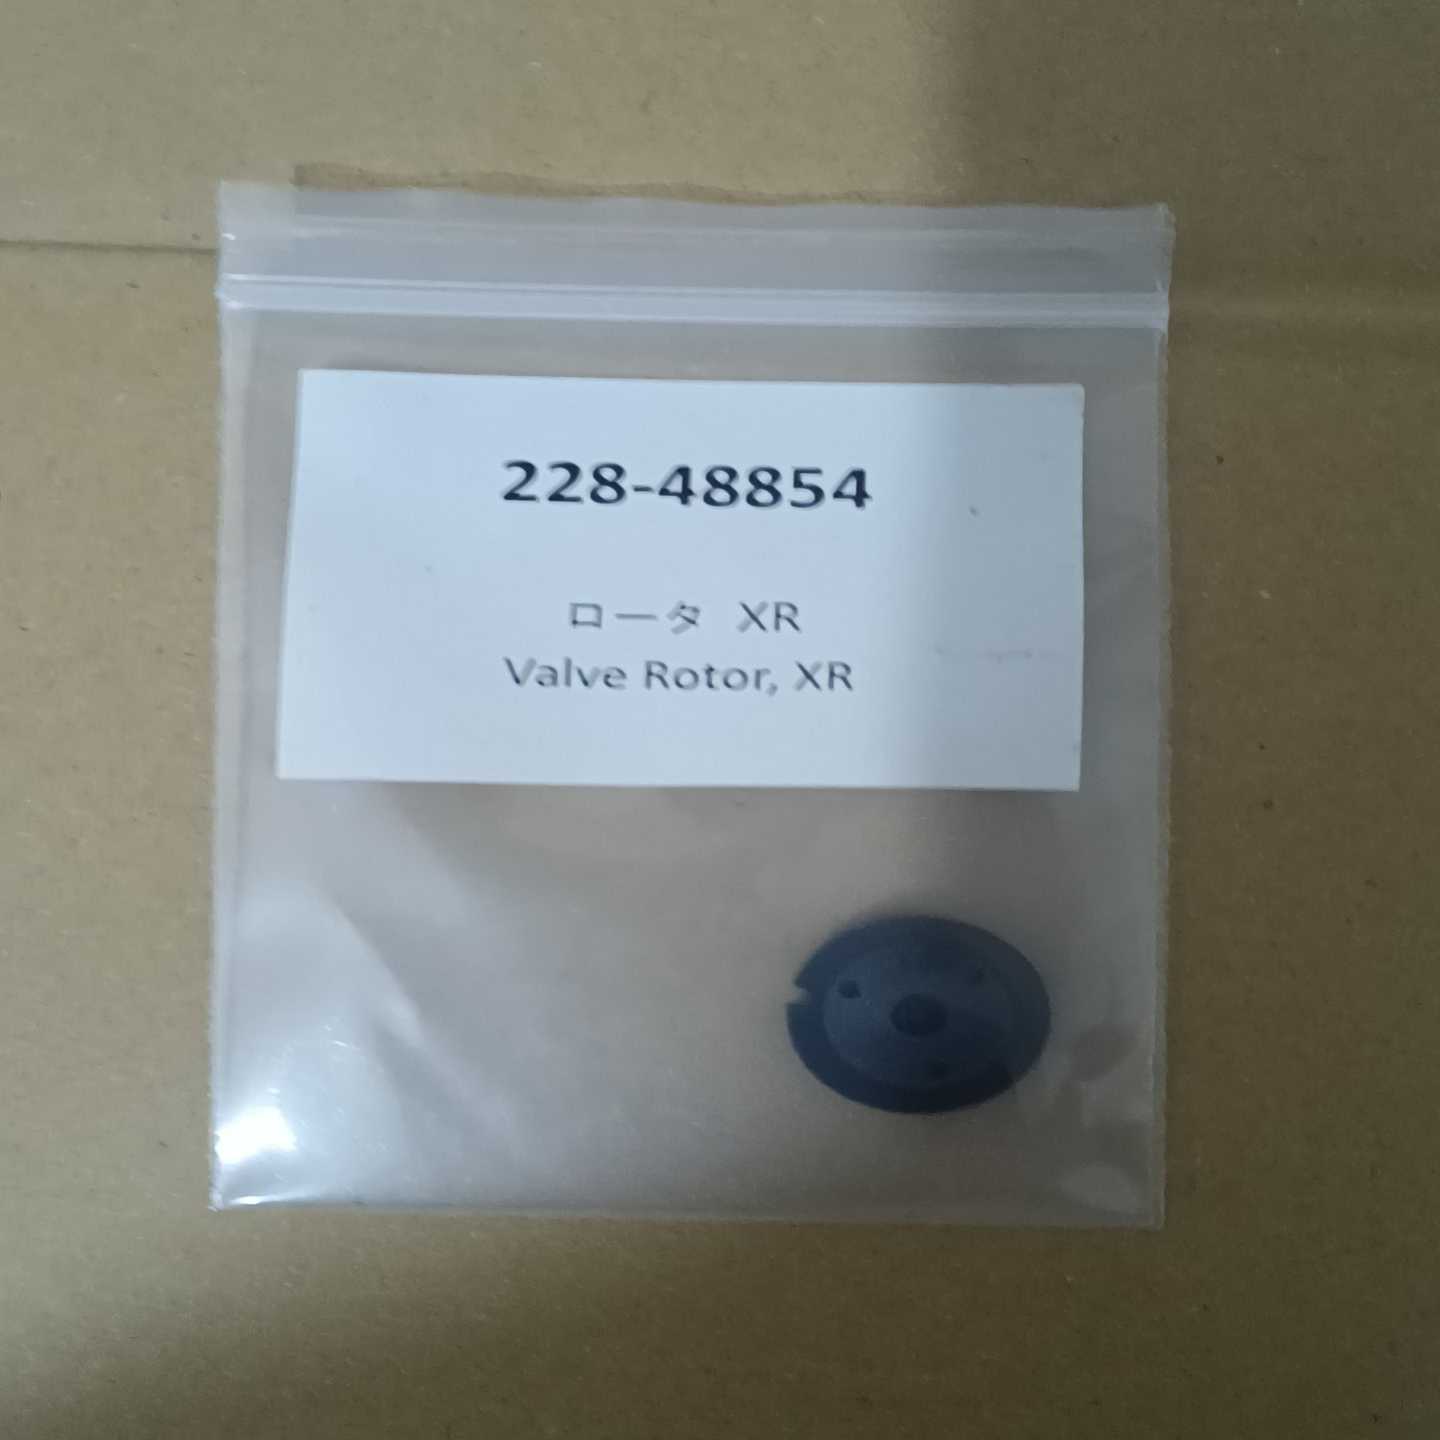 228-48854
ロータ XR
Valve Rotor, XR